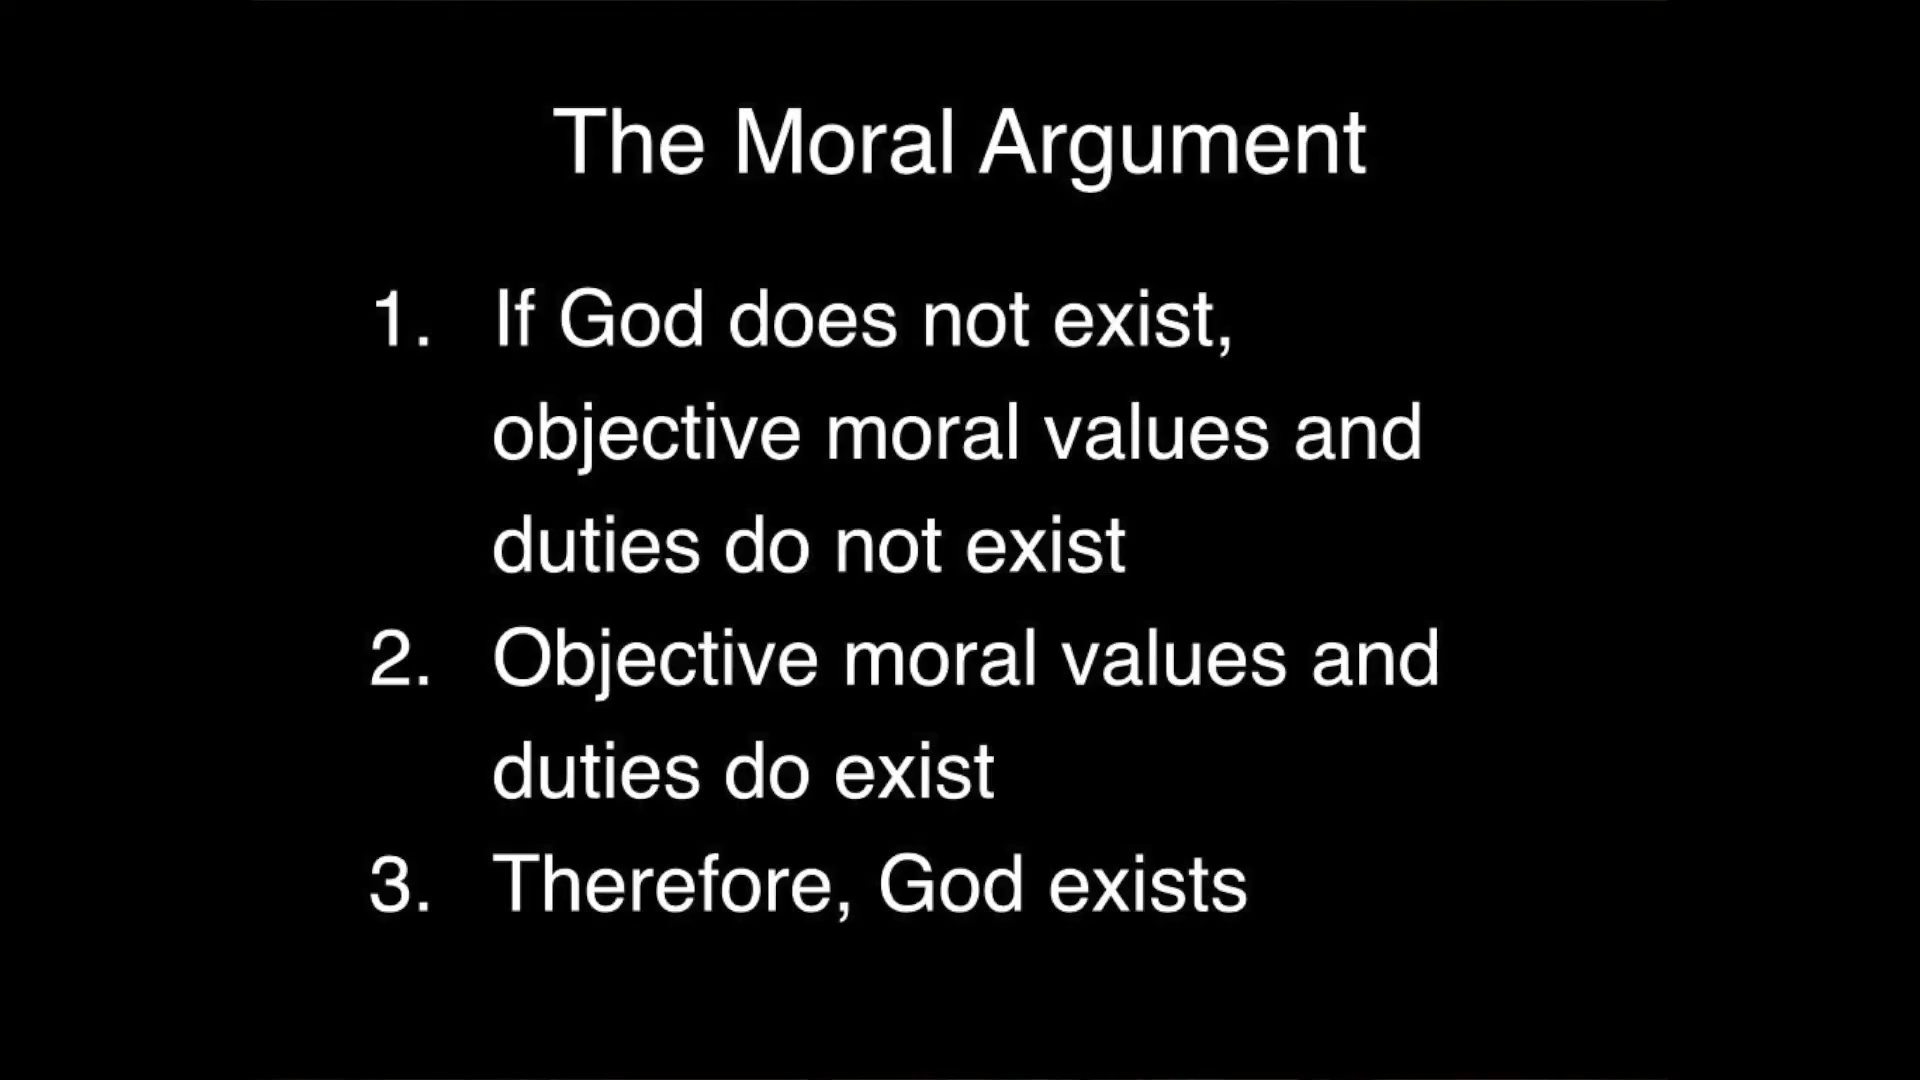 The Moral Argument
1. If God does not exist,
objective moral values and
duties do not exist
2. Objective moral values and
duties do exist
3. Therefore, God exists